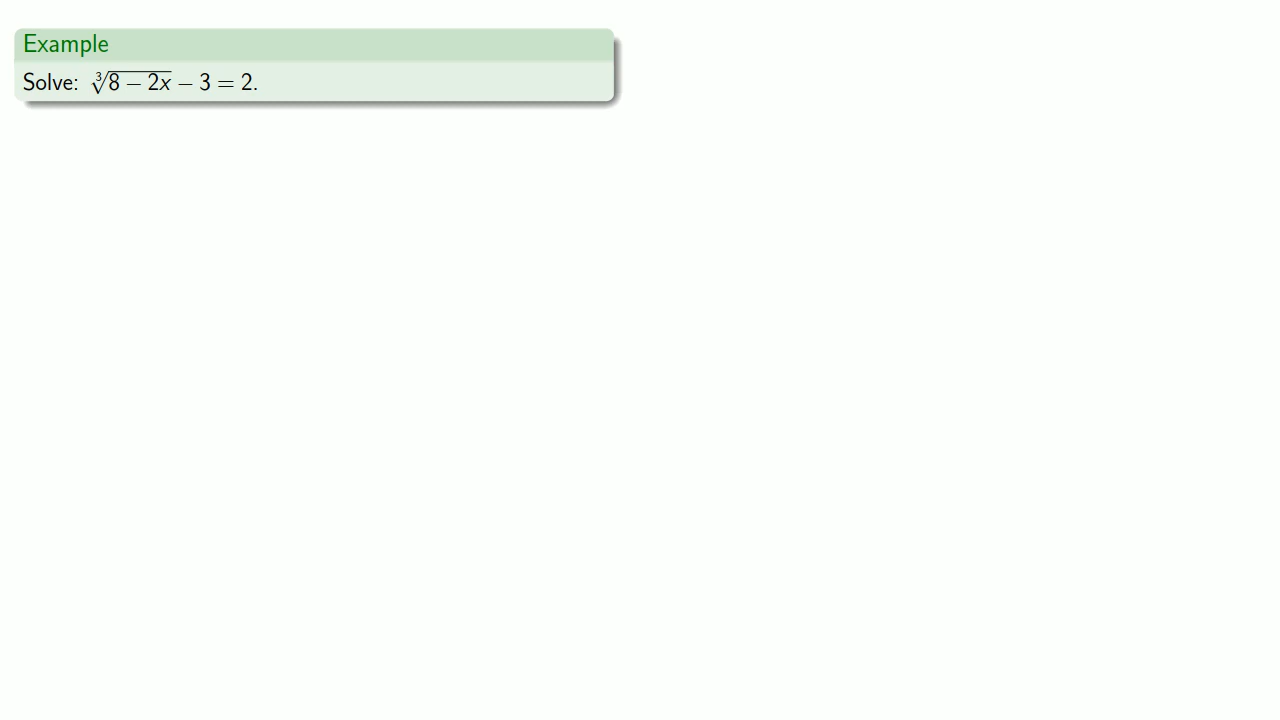 Example
Solve: ∛8 − 2x − 3 = 2.